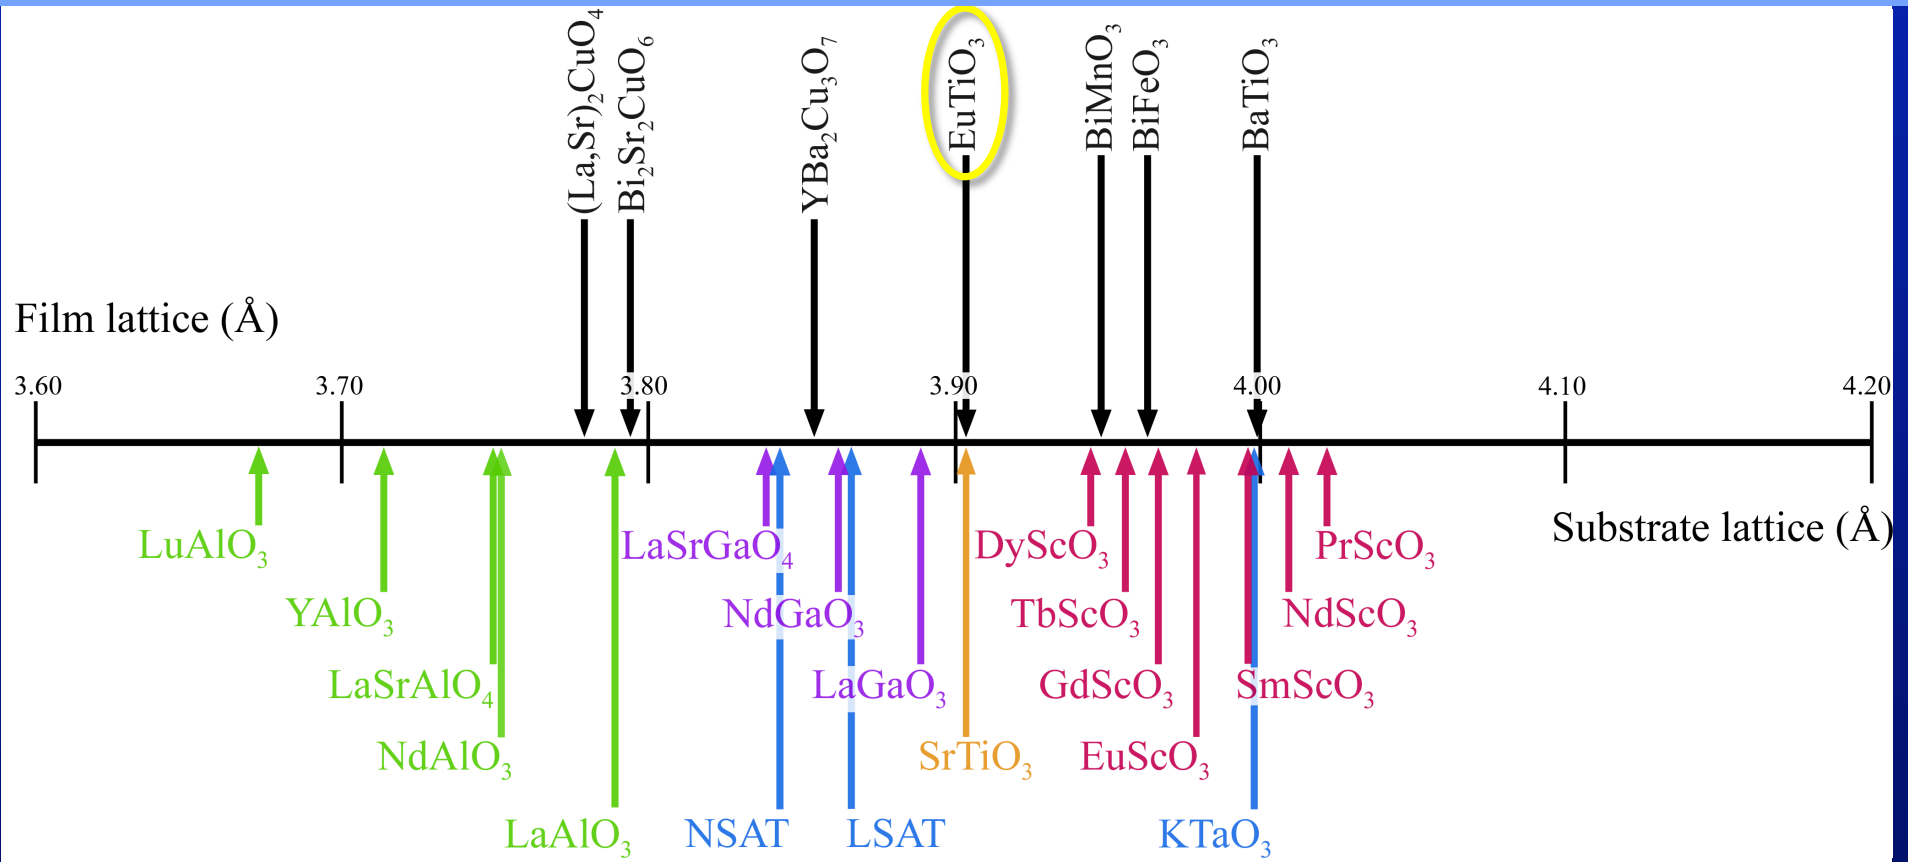 (La,Sr)₂CuO₄
Bi₂Sr₂CuO₆
YBa₂Cu₃O₇
EuTiO₃
BiMnO₃
BiFeO₃
BaTiO₃
Film lattice (Å)
3.60
3.70
3.80
3.90
4.00
4.10
4.20
Substrate lattice (Å)
LuAlO₃
LaSrGaO₄
DyScO₃
PrScO₃
YAlO₃
NdGaO₃
TbScO₃
NdScO₃
LaSrAlO₄
LaGaO₃
GdScO₃
SmScO₃
NdAlO₃
SrTiO₃
EuScO₃
LaAlO₃
NSAT
LSAT
KTaO₃